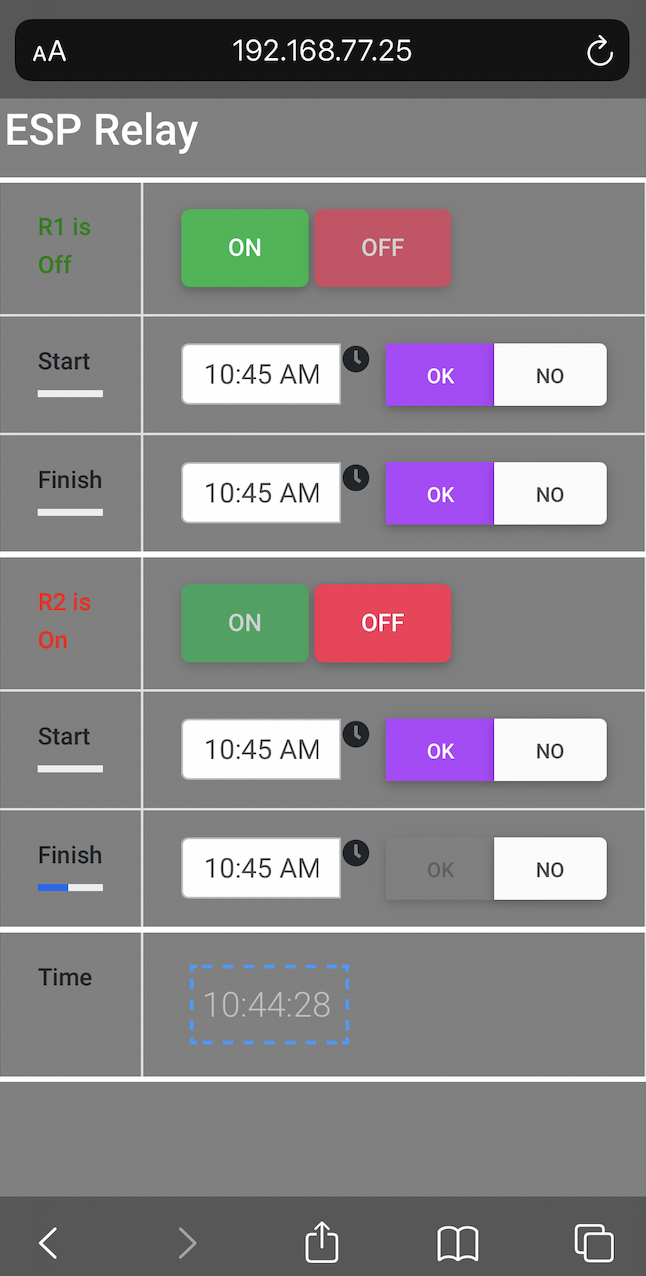 AA 192.168.77.25
ESP Relay
R1 is
Off
ON OFF
Start 10:45 AM OK NO
Finish 10:45 AM OK NO
R2 is
On
ON OFF
Start 10:45 AM OK NO
Finish 10:45 AM OK NO
Time 10:44:28